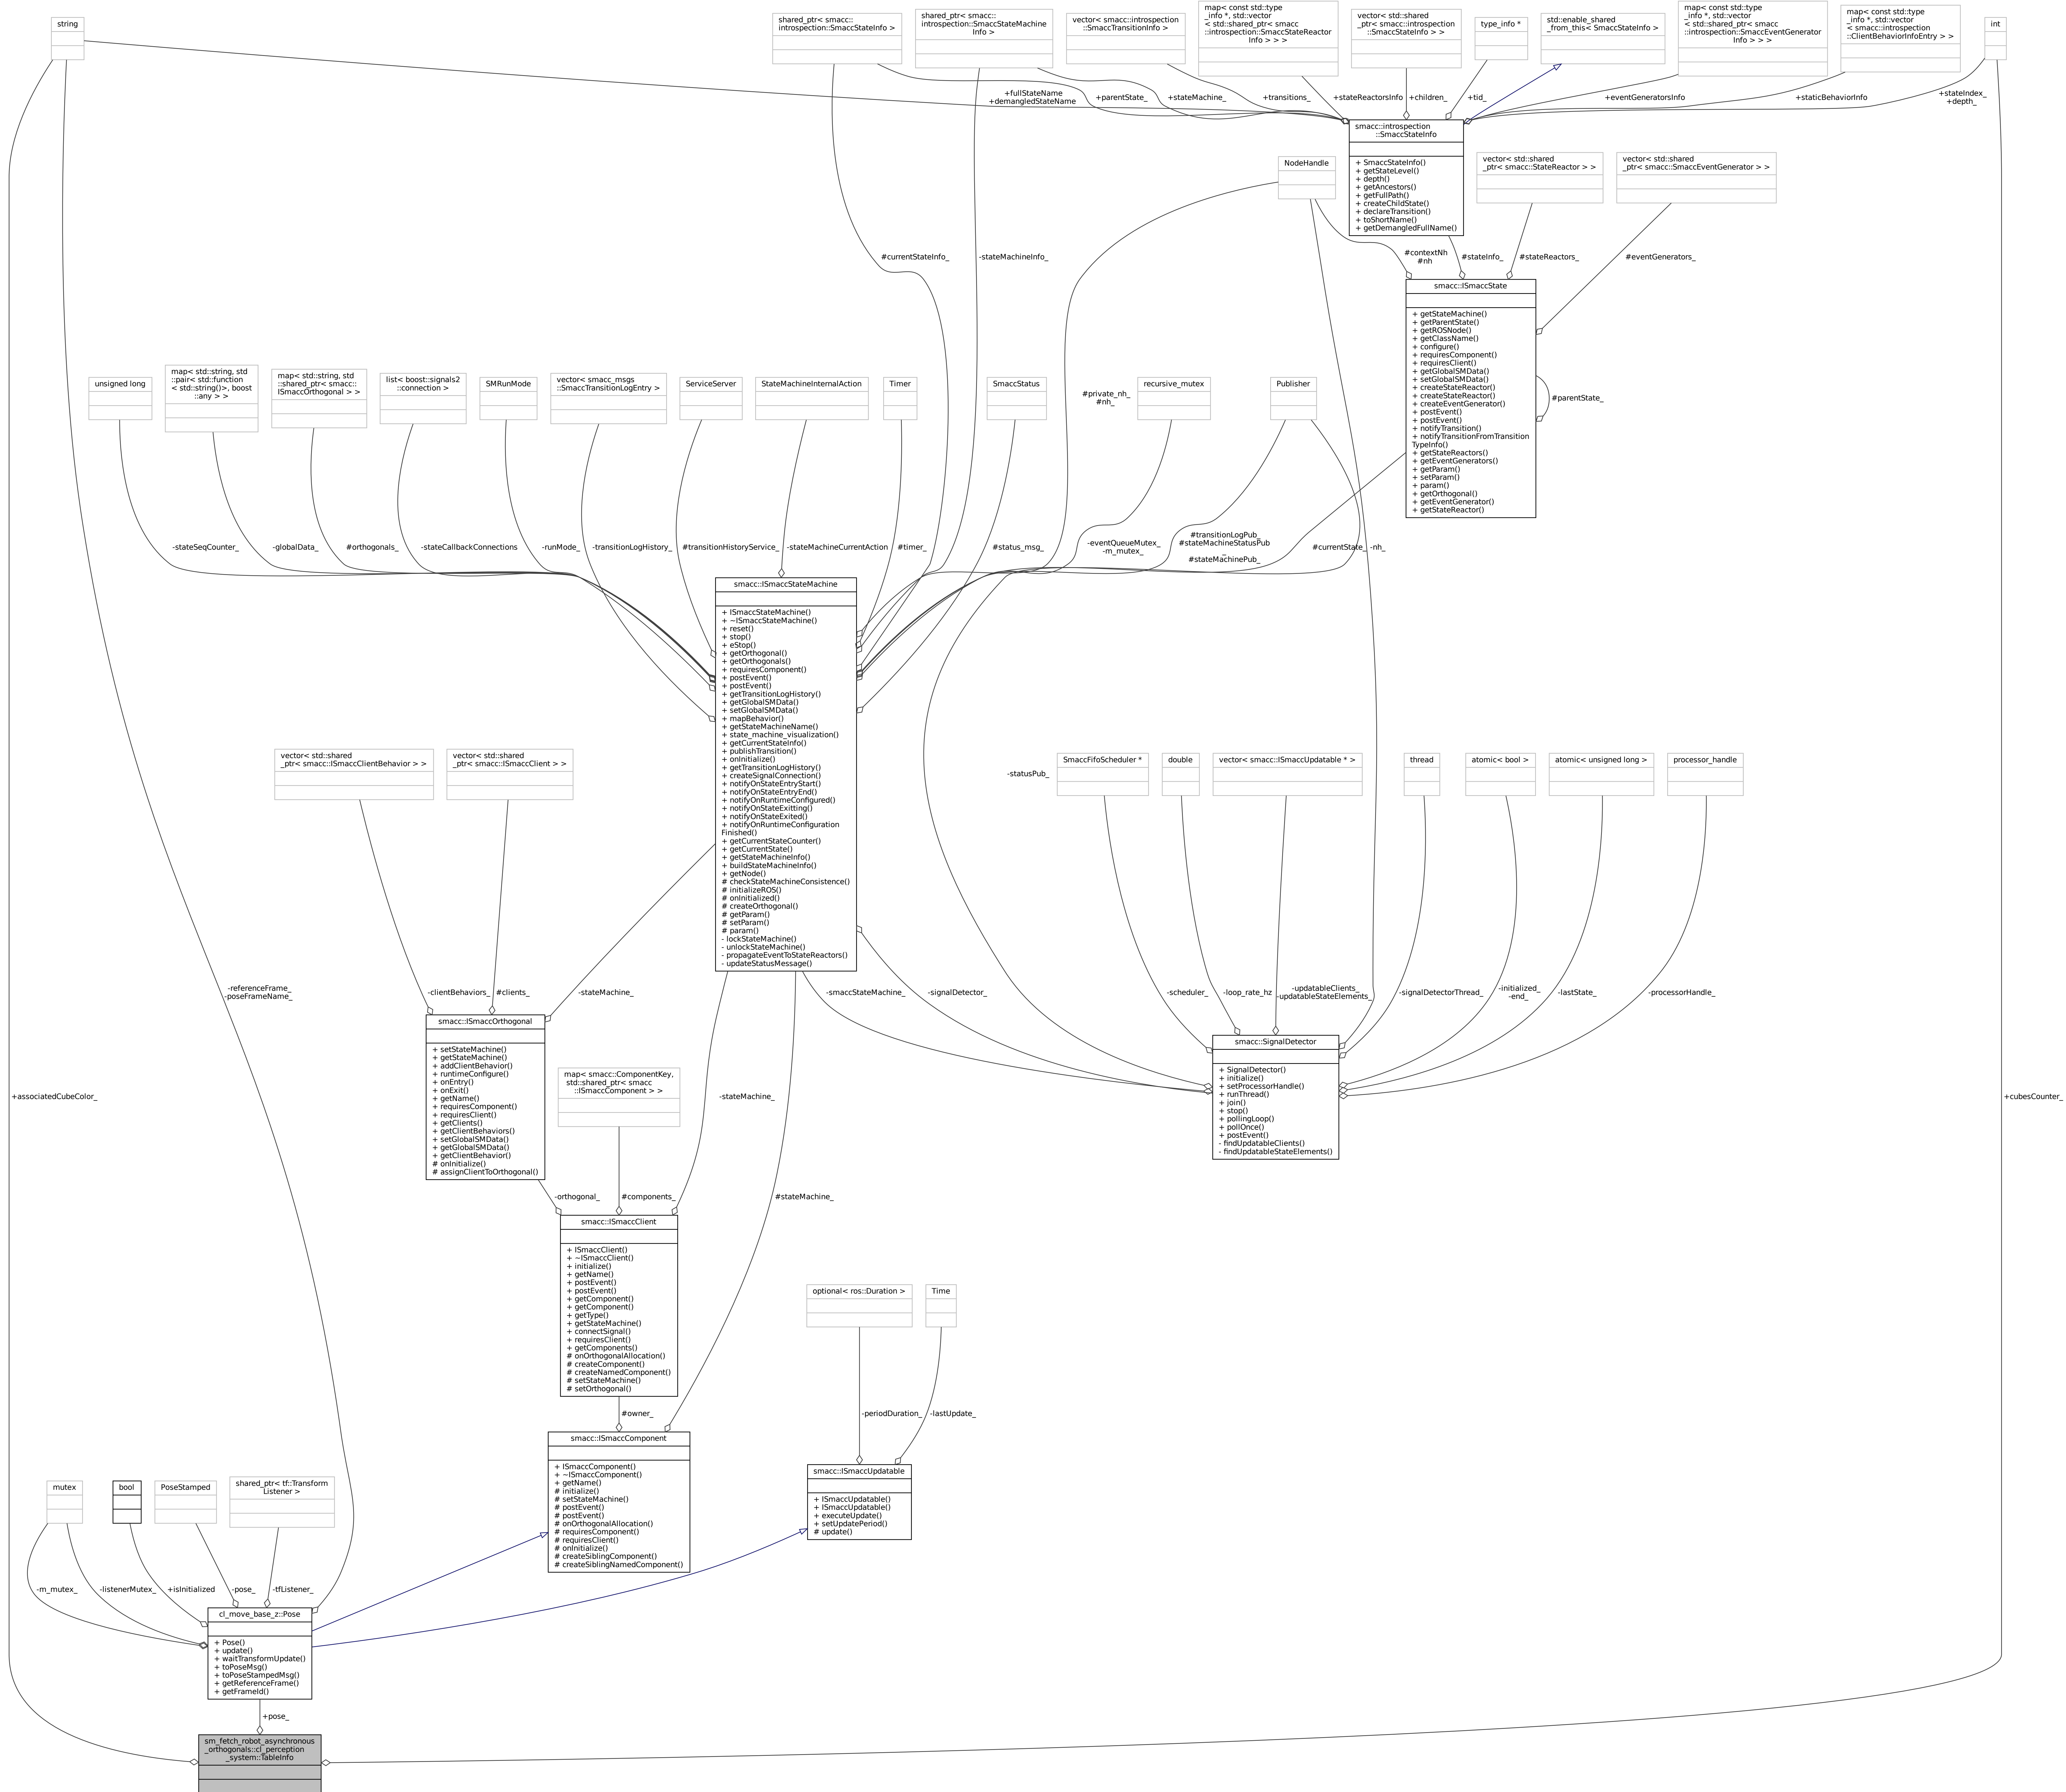 string
shared_ptr< smacc::
introspection::SmaccStateInfo >
shared_ptr< smacc::
introspection::SmaccStateMachine
Info >
vector< smacc::introspection
::SmaccTransitionInfo >
map< const std::type
_info *, std::vector
< std::shared_ptr< smacc
::introspection::SmaccStateReactor
Info > > >
vector< std::shared
_ptr< smacc::introspection
::SmaccStateInfo > >
type_info *
std::enable_shared
_from_this< SmaccStateInfo >
map< const std::type
_info *, std::vector
< std::shared_ptr< smacc
::introspection::SmaccEventGenerator
Info > > >
map< const std::type
_info *, std::vector
< smacc::introspection
::ClientBehaviorInfoEntry > >
int
+fullStateName
+demangledStateName
+parentState_
+stateMachine_
+transitions_
+stateReactorsInfo
+children_
+tid_
+eventGeneratorsInfo
+staticBehaviorInfo
+stateIndex_
+depth_
smacc::introspection
::SmaccStateInfo
+ SmaccStateInfo()
+ getStateLevel()
+ depth()
+ getAncestors()
+ getFullPath()
+ createChildState()
+ declareTransition()
+ toShortName()
+ getDemangledFullName()
NodeHandle
vector< std::shared
_ptr< smacc::StateReactor > >
vector< std::shared
_ptr< smacc::SmaccEventGenerator > >
#currentStateInfo_
-stateMachineInfo_
#contextNh
#nh
#stateInfo_
#stateReactors_
#eventGenerators_
smacc::ISmaccState
+ getStateMachine()
+ getParentState()
+ getROSNode()
+ getClassName()
+ configure()
+ requiresComponent()
+ requiresClient()
+ getGlobalSMData()
+ setGlobalSMData()
+ createStateReactor()
+ createStateReactor()
+ createEventGenerator()
+ postEvent()
+ postEvent()
+ notifyTransition()
+ notifyTransitionFromTransition
TypeInfo()
+ getStateReactors()
+ getEventGenerators()
+ getParam()
+ setParam()
+ param()
+ getOrthogonal()
+ getEventGenerator()
+ getStateReactor()
#parentState_
unsigned long
map< std::string, std
::pair< std::function
< std::string()>, boost
::any > >
map< std::string, std
::shared_ptr< smacc::
ISmaccOrthogonal > >
list< boost::signals2
::connection >
SMRunMode
vector< smacc_msgs
::SmaccTransitionLogEntry >
ServiceServer
StateMachineInternalAction
Timer
SmaccStatus
#private_nh_
#nh_
recursive_mutex
Publisher
-stateSeqCounter_
-globalData_
#orthogonals_
-stateCallbackConnections
-runMode_
-transitionLogHistory_
#transitionHistoryService_
-stateMachineCurrentAction
#timer_
#status_msg_
-eventQueueMutex_
-m_mutex_
#transitionLogPub_
#stateMachineStatusPub
_
#stateMachinePub_
#currentState_
-nh_
smacc::ISmaccStateMachine
+ ISmaccStateMachine()
+ ~ISmaccStateMachine()
+ reset()
+ stop()
+ eStop()
+ getOrthogonal()
+ getOrthogonals()
+ requiresComponent()
+ postEvent()
+ postEvent()
+ getTransitionLogHistory()
+ getGlobalSMData()
+ setGlobalSMData()
+ mapBehavior()
+ getStateMachineName()
+ state_machine_visualization()
+ getCurrentStateInfo()
+ publishTransition()
+ onInitialize()
+ getTransitionLogHistory()
+ createSignalConnection()
+ notifyOnStateEntryStart()
+ notifyOnStateEntryEnd()
+ notifyOnRuntimeConfigured()
+ notifyOnStateExitting()
+ notifyOnStateExited()
+ notifyOnRuntimeConfiguration
Finished()
+ getCurrentStateCounter()
+ getCurrentState()
+ getStateMachineInfo()
+ buildStateMachineInfo()
+ getNode()
# checkStateMachineConsistence()
# initializeROS()
# onInitialized()
# createOrthogonal()
# getParam()
# setParam()
# param()
- lockStateMachine()
- unlockStateMachine()
- propagateEventToStateReactors()
- updateStatusMessage()
vector< std::shared
_ptr< smacc::ISmaccClientBehavior > >
vector< std::shared
_ptr< smacc::ISmaccClient > >
-statusPub_
SmaccFifoScheduler *
double
vector< smacc::ISmaccUpdatable * >
thread
atomic< bool >
atomic< unsigned long >
processor_handle
-referenceFrame_
-poseFrameName_
-clientBehaviors_
#clients_
-stateMachine_
-smaccStateMachine_
-signalDetector_
-scheduler_
-loop_rate_hz
-updatableClients_
-updatableStateElements_
-signalDetectorThread_
-initialized_
-end_
-lastState_
-processorHandle_
smacc::ISmaccOrthogonal
+ setStateMachine()
+ getStateMachine()
+ addClientBehavior()
+ runtimeConfigure()
+ onEntry()
+ onExit()
+ getName()
+ requiresComponent()
+ requiresClient()
+ getClients()
+ getClientBehaviors()
+ setGlobalSMData()
+ getGlobalSMData()
+ getClientBehavior()
# onInitialize()
# assignClientToOrthogonal()
smacc::SignalDetector
+ SignalDetector()
+ initialize()
+ setProcessorHandle()
+ runThread()
+ join()
+ stop()
+ pollingLoop()
+ pollOnce()
+ postEvent()
- findUpdatableClients()
- findUpdatableStateElements()
map< smacc::ComponentKey,
std::shared_ptr< smacc
::ISmaccComponent > >
+associatedCubeColor_
-stateMachine_
+cubesCounter_
-orthogonal_
#components_
#stateMachine_
smacc::ISmaccClient
+ ISmaccClient()
+ ~ISmaccClient()
+ initialize()
+ getName()
+ postEvent()
+ postEvent()
+ getComponent()
+ getComponent()
+ getType()
+ getStateMachine()
+ connectSignal()
+ requiresClient()
+ getComponents()
# onOrthogonalAllocation()
# createComponent()
# createNamedComponent()
# setStateMachine()
# setOrthogonal()
optional< ros::Duration >
Time
#owner_
-periodDuration_
-lastUpdate_
smacc::ISmaccComponent
+ ISmaccComponent()
+ ~ISmaccComponent()
+ getName()
# initialize()
# setStateMachine()
# postEvent()
# postEvent()
# onOrthogonalAllocation()
# requiresComponent()
# requiresClient()
# onInitialize()
# createSiblingComponent()
# createSiblingNamedComponent()
smacc::ISmaccUpdatable
+ ISmaccUpdatable()
+ ISmaccUpdatable()
+ executeUpdate()
+ setUpdatePeriod()
# update()
mutex
bool
PoseStamped
shared_ptr< tf::Transform
Listener >
-m_mutex_
-listenerMutex_
+isInitialized
-pose_
-tfListener_
cl_move_base_z::Pose
+ Pose()
+ update()
+ waitTransformUpdate()
+ toPoseMsg()
+ toPoseStampedMsg()
+ getReferenceFrame()
+ getFrameId()
+pose_
sm_fetch_robot_asynchronous
_orthogonals::cl_perception
_system::TableInfo